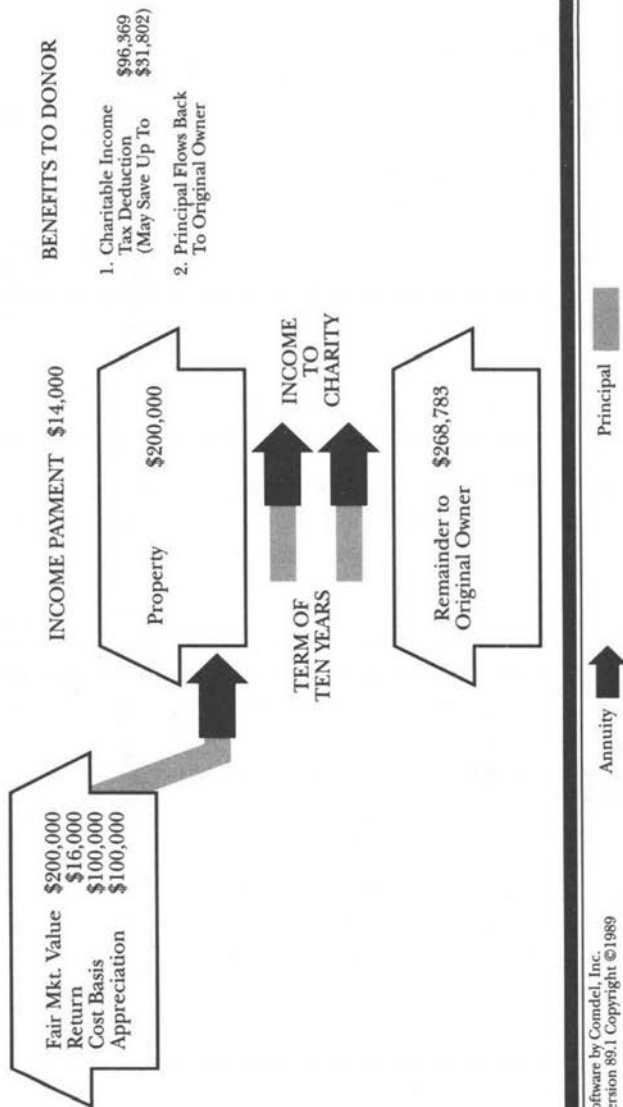 Fair Mkt. Value $200,000
Return $16,000
Cost Basis $100,000
Appreciation $100,000
INCOME PAYMENT $14,000
Property $200,000
TERM OF
TEN YEARS
INCOME
TO
CHARITY
Remainder to $268,783
Original Owner
BENEFITS TO DONOR
1. Charitable Income
Tax Deduction $96,369
(May Save Up To $31,802)
2. Principal Flows Back
To Original Owner
Annuity
Principal
oftware by Comdel, Inc.
ersion 89.1 Copyright ©1989